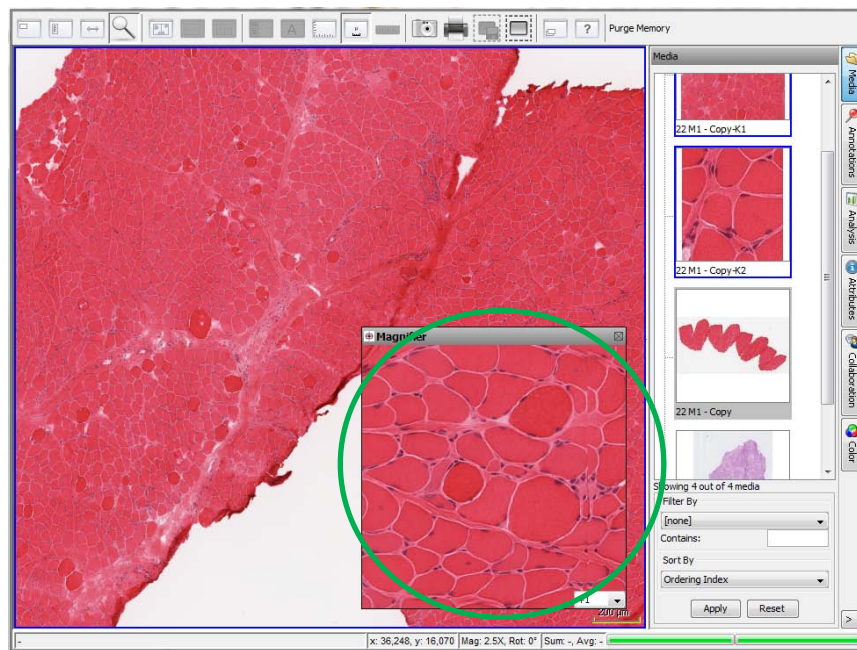 Purge Memory
Media
22 M1 - Copy-K1
22 M1 - Copy-K2
22 M1 - Copy
Showing 4 out of 4 media
Filter By
[none]
Contains:
Sort By
Ordering Index
Apply
Reset
>
Media
Annotations
Analysis
Attributes
Collaboration
Color
Magnifier
200 µm
-
x: 36,248, y: 16,070
Mag: 2.5X, Rot: 0°
Sum: -, Avg: -